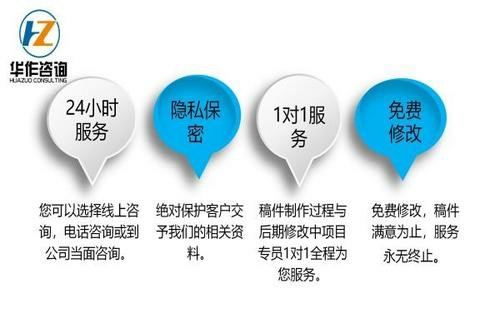 HZ
华作咨询
HUAZUO CONSULTING
24小时
服务
隐私保
密
1对1服
务
免费
修改
您可以选择线上咨
询，电话咨询或到
公司当面咨询。
绝对保护客户交
予我们的相关资
料。
稿件制作过程与
后期修改中项目
专员1对1全程为
您服务。
免费修改，稿件
满意为止，服务
永无终止。